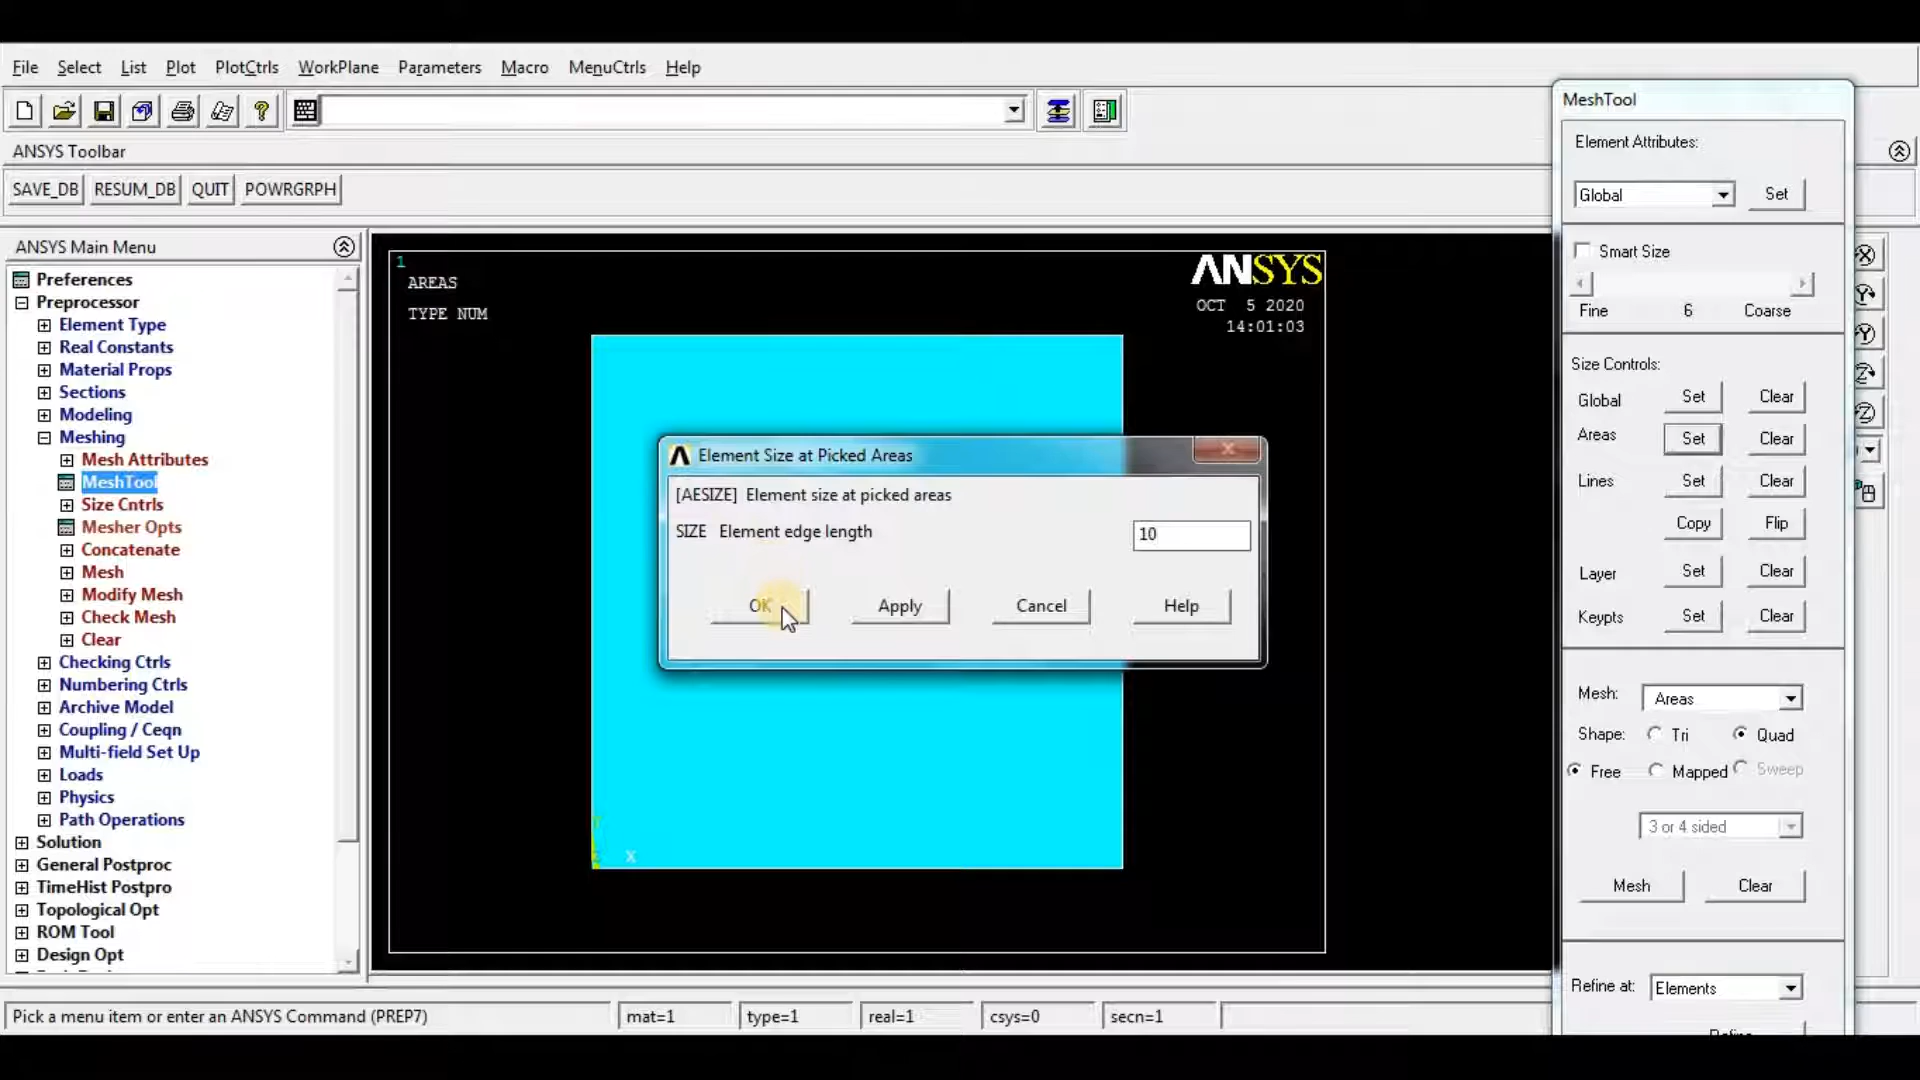 File Select List Plot PlotCtrls WorkPlane Parameters Macro MenuCtrls Help
MeshTool
ANSYS Toolbar
SAVE_DB RESUM_DB QUIT POWRGRPH
ANSYS Main Menu
Preferences
Preprocessor
Element Type
Real Constants
Material Props
Sections
Modeling
Meshing
Mesh Attributes
MeshTool
Size Cntrls
Mesher Opts
Concatenate
Mesh
Modify Mesh
Check Mesh
Clear
Checking Ctrls
Numbering Ctrls
Archive Model
Coupling / Ceqn
Multi-field Set Up
Loads
Physics
Path Operations
Solution
General Postproc
TimeHist Postpro
Topological Opt
ROM Tool
Design Opt
1
AREAS
TYPE NUM
ANSYS
OCT 5 2020
14:01:03
X
Element Size at Picked Areas
[AESIZE] Element size at picked areas
SIZE Element edge length 10
OK Apply Cancel Help
Element Attributes:
Global Set
Smart Size
Fine 6 Coarse
Size Controls:
Global Set Clear
Areas Set Clear
Lines Set Clear
Copy Flip
Layer Set Clear
Keypts Set Clear
Mesh: Areas
Shape: Tri Quad
Free Mapped Sweep
3 or 4 sided
Mesh Clear
Refine at: Elements
Pick a menu item or enter an ANSYS Command (PREP7) mat=1 type=1 real=1 csys=0 secn=1